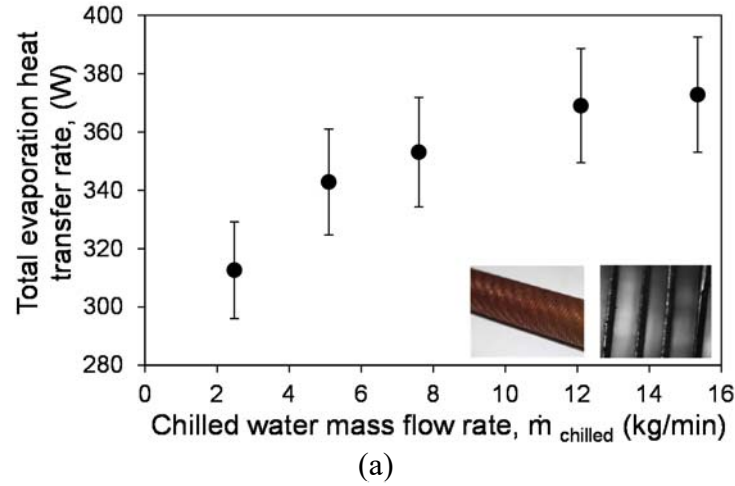 Total evaporation heat
transfer rate, (W)
400
380
360
340
320
300
280
0 2 4 6 8 10 12 14 16
Chilled water mass flow rate, ṁ chilled (kg/min)
(a)